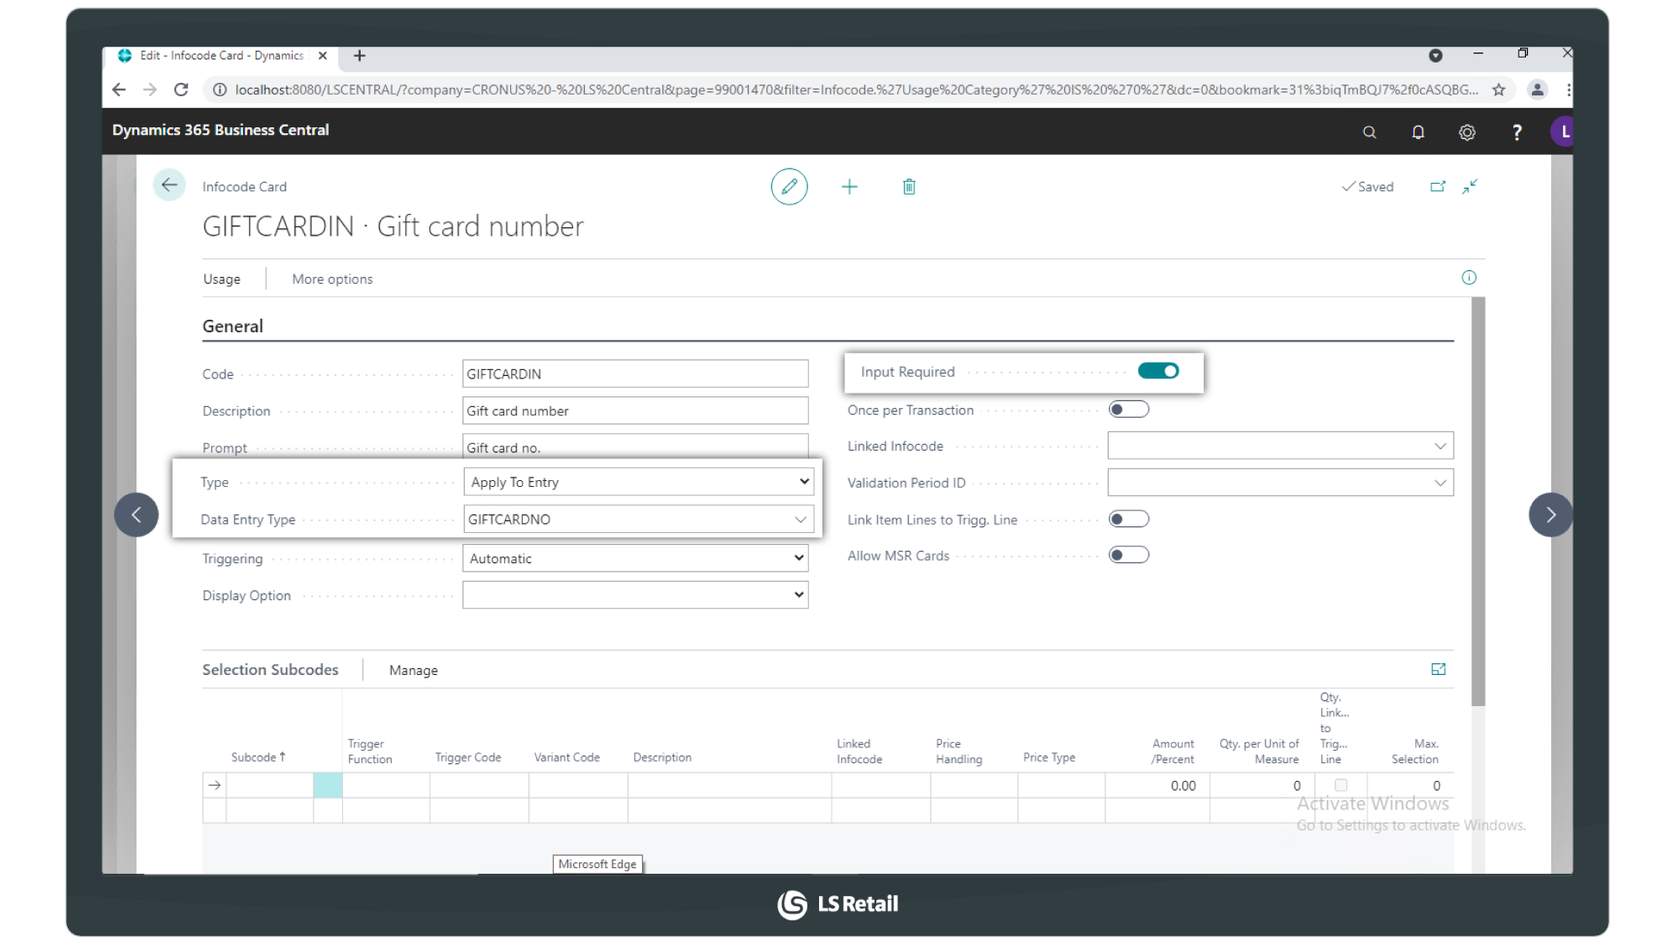 Edit - Infocode Card - Dynamics
localhost:8080/LSCENTRAL/?company=CRONUS%20-%20LS%20Central&page=99001470&filter=Infocode.%27Usage%20Category%27%20IS%20%270%27&dc=0&bookmark=31%3biqTmBQJ7%2f0cASQBG...
Dynamics 365 Business Central
?
L
Infocode Card
Saved
GIFTCARDIN · Gift card number
Usage
More options
General
Code
GIFTCARDIN
Description
Gift card number
Prompt
Gift card no.
Type
Apply To Entry
Data Entry Type
GIFTCARDNO
Triggering
Automatic
Display Option
Input Required
Once per Transaction
Linked Infocode
Validation Period ID
Link Item Lines to Trigg. Line
Allow MSR Cards
Selection Subcodes
Manage
Subcode ↑
Trigger
Function
Trigger Code
Variant Code
Description
Linked
Infocode
Price
Handling
Price Type
Amount
/Percent
Qty. per Unit of
Measure
Qty.
Link...
to
Trig...
Line
Max.
Selection
0.00
0
0
Activate Windows
Go to Settings to activate Windows.
Microsoft Edge
LS Retail